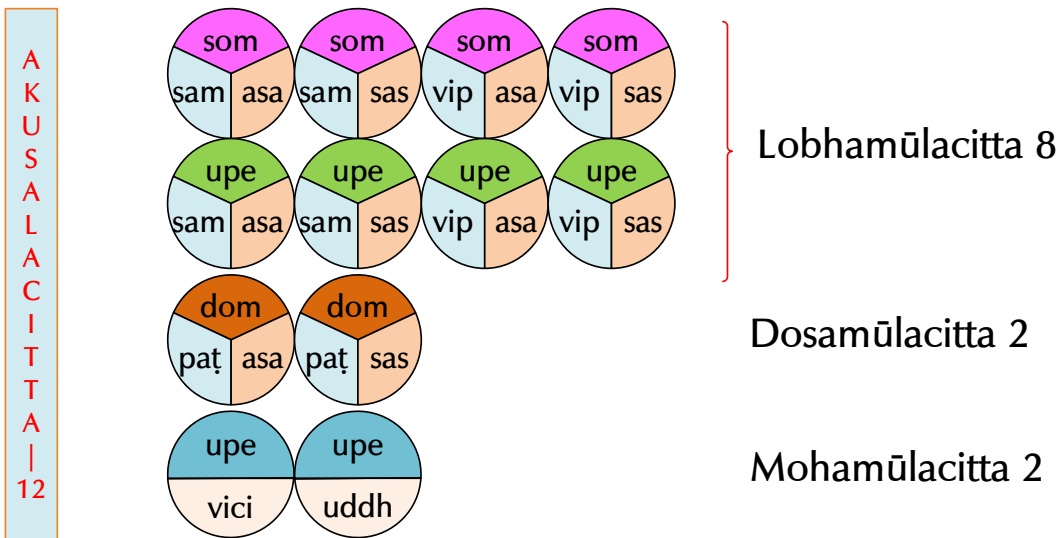 AKUSALACITTA|12
som som som som
sam asa sam sas vip asa vip sas
Lobhamūlacitta 8
upe upe upe upe
sam asa sam sas vip asa vip sas
dom dom
paṭ asa paṭ sas
Dosamūlacitta 2
upe upe
vici uddh
Mohamūlacitta 2